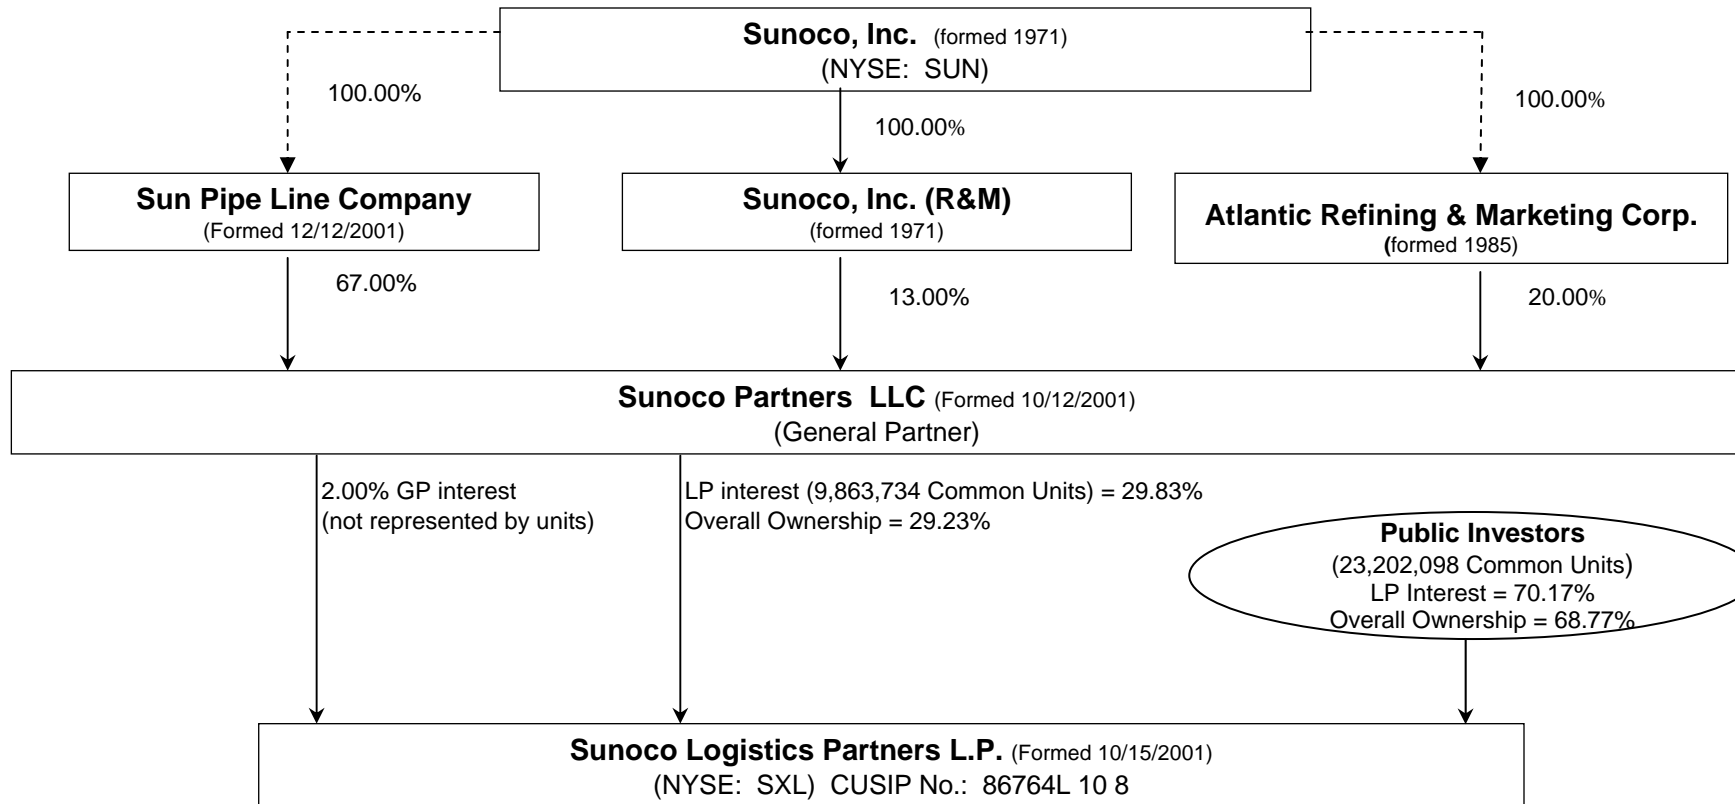 Sunoco, Inc. (formed 1971)
(NYSE: SUN)
100.00%
100.00%
100.00%
Sun Pipe Line Company
(Formed 12/12/2001)
Sunoco, Inc. (R&M)
(formed 1971)
Atlantic Refining & Marketing Corp.
(formed 1985)
67.00%
13.00%
20.00%
Sunoco Partners LLC (Formed 10/12/2001)
(General Partner)
2.00% GP interest
(not represented by units)
LP interest (9,863,734 Common Units) = 29.83%
Overall Ownership = 29.23%
Public Investors
(23,202,098 Common Units)
LP Interest = 70.17%
Overall Ownership = 68.77%
Sunoco Logistics Partners L.P. (Formed 10/15/2001)
(NYSE: SXL) CUSIP No.: 86764L 10 8